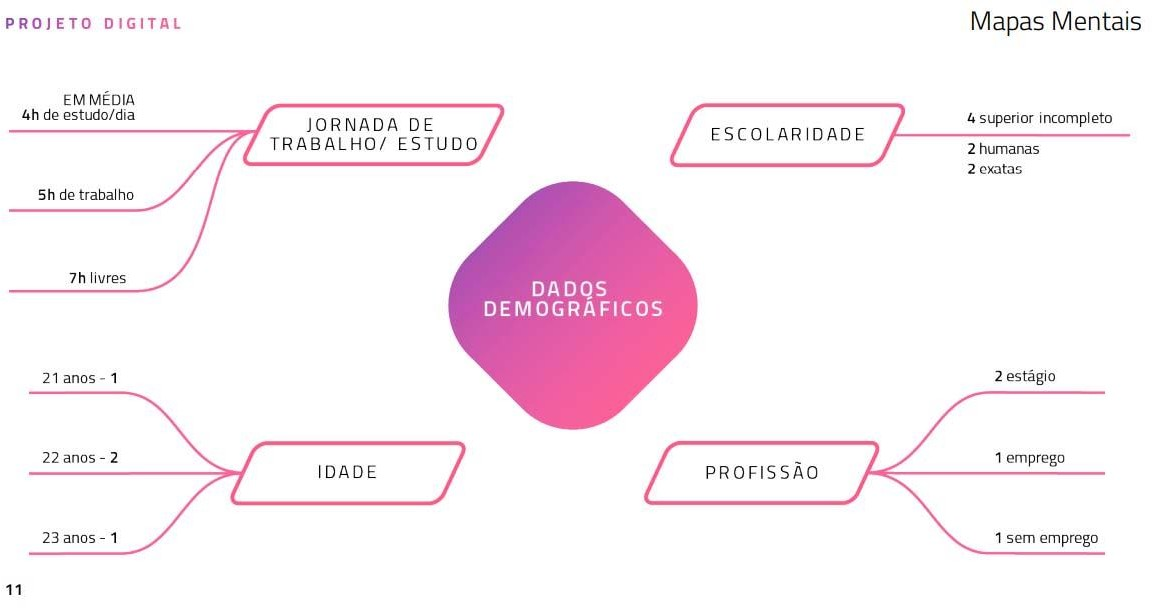 PROJETO DIGITAL
Mapas Mentais
EM MÉDIA
4h de estudo/dia
5h de trabalho
7h livres
JORNADA DE
TRABALHO/ ESTUDO
ESCOLARIDADE
4 superior incompleto
2 humanas
2 exatas
DADOS
DEMOGRÁFICOS
21 anos - 1
22 anos - 2
23 anos - 1
IDADE
PROFISSÃO
2 estágio
1 emprego
1 sem emprego
11